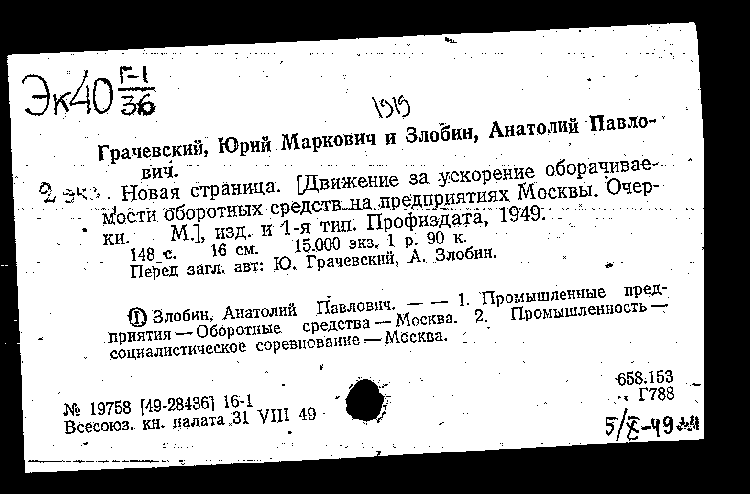 Эк40 Г-1
36
1919
Грачевский, Юрий Маркович и Злобин, Анатолий Павло-
вич.
2 экз. Новая страница. [Движение за ускорение оборачивае-
мости оборотных средств на предприятиях Москвы. Очер-
ки. М.], изд. и 1-я тип. Профиздата, 1949.
148 с. 16 см. 15.000 экз. 1 р. 90 к.
Перед загл. авт: Ю. Грачевский, А. Злобин.
① Злобин, Анатолий Павлович. — — 1. Промышленные пред-
приятия — Оборотные средства — Москва. 2. Промышленность —
социалистическое соревнование — Москва.
658.153
№ 19758 [49-28436] 16-1 Г788
Всесоюз. кн. палата 31 VIII 49
5/X-49